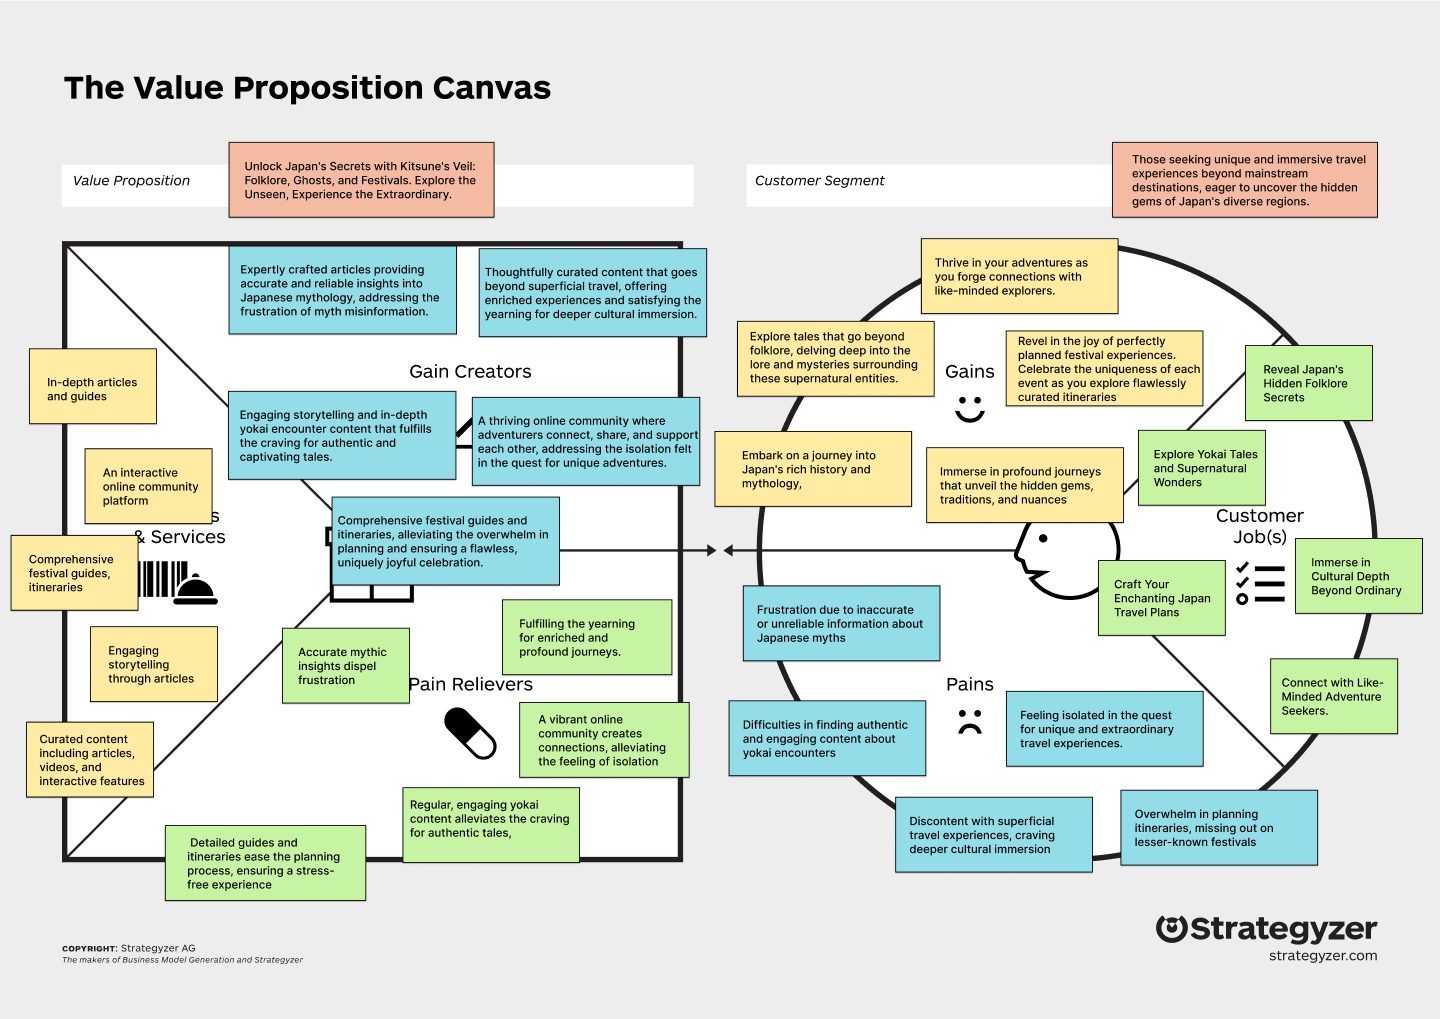 The Value Proposition Canvas
Value Proposition
Unlock Japan's Secrets with Kitsune's Veil:
Folklore, Ghosts, and Festivals. Explore the
Unseen, Experience the Extraordinary.
Customer Segment
Those seeking unique and immersive travel
experiences beyond mainstream
destinations, eager to uncover the hidden
gems of Japan's diverse regions.
Expertly crafted articles providing
accurate and reliable insights into
Japanese mythology, addressing the
frustration of myth misinformation.
Thoughtfully curated content that goes
beyond superficial travel, offering
enriched experiences and satisfying the
yearning for deeper cultural immersion.
Gain Creators
Engaging storytelling and in-depth
yokai encounter content that fulfills
the craving for authentic and
captivating tales.
A thriving online community where
adventurers connect, share, and support
each other, addressing the isolation felt
in the quest for unique adventures.
Comprehensive festival guides and
itineraries, alleviating the overwhelm in
planning and ensuring a flawless,
uniquely joyful celebration.
In-depth articles
and guides
An interactive
online community
platform
s
& Services
Comprehensive
festival guides,
itineraries
Engaging
storytelling
through articles
Curated content
including articles,
videos, and
interactive features
Fulfilling the yearning
for enriched and
profound journeys.
Accurate mythic
insights dispel
frustration
Pain Relievers
A vibrant online
community creates
connections, alleviating
the feeling of isolation
Regular, engaging yokai
content alleviates the craving
for authentic tales,
Detailed guides and
itineraries ease the planning
process, ensuring a stress-
free experience
Thrive in your adventures as
you forge connections with
like-minded explorers.
Explore tales that go beyond
folklore, delving deep into the
lore and mysteries surrounding
these supernatural entities.
Gains
Revel in the joy of perfectly
planned festival experiences.
Celebrate the uniqueness of each
event as you explore flawlessly
curated itineraries
Embark on a journey into
Japan's rich history and
mythology,
Immerse in profound journeys
that unveil the hidden gems,
traditions, and nuances
Reveal Japan's
Hidden Folklore
Secrets
Explore Yokai Tales
and Supernatural
Wonders
Customer
Job(s)
Immerse in
Cultural Depth
Beyond Ordinary
Craft Your
Enchanting Japan
Travel Plans
Connect with Like-
Minded Adventure
Seekers.
Frustration due to inaccurate
or unreliable information about
Japanese myths
Pains
Difficulties in finding authentic
and engaging content about
yokai encounters
Feeling isolated in the quest
for unique and extraordinary
travel experiences.
Discontent with superficial
travel experiences, craving
deeper cultural immersion
Overwhelm in planning
itineraries, missing out on
lesser-known festivals
COPYRIGHT: Strategyzer AG
The makers of Business Model Generation and Strategyzer
Strategyzer
strategyzer.com